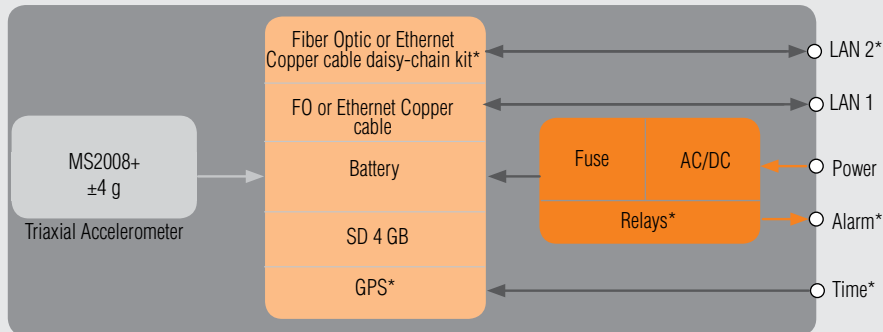 Fiber Optic or Ethernet
Copper cable daisy-chain kit*
LAN 2*
FO or Ethernet Copper
cable
LAN 1
MS2008+
±4 g
Triaxial Accelerometer
Battery
Fuse
AC/DC
Power
Relays*
Alarm*
SD 4 GB
GPS*
Time*